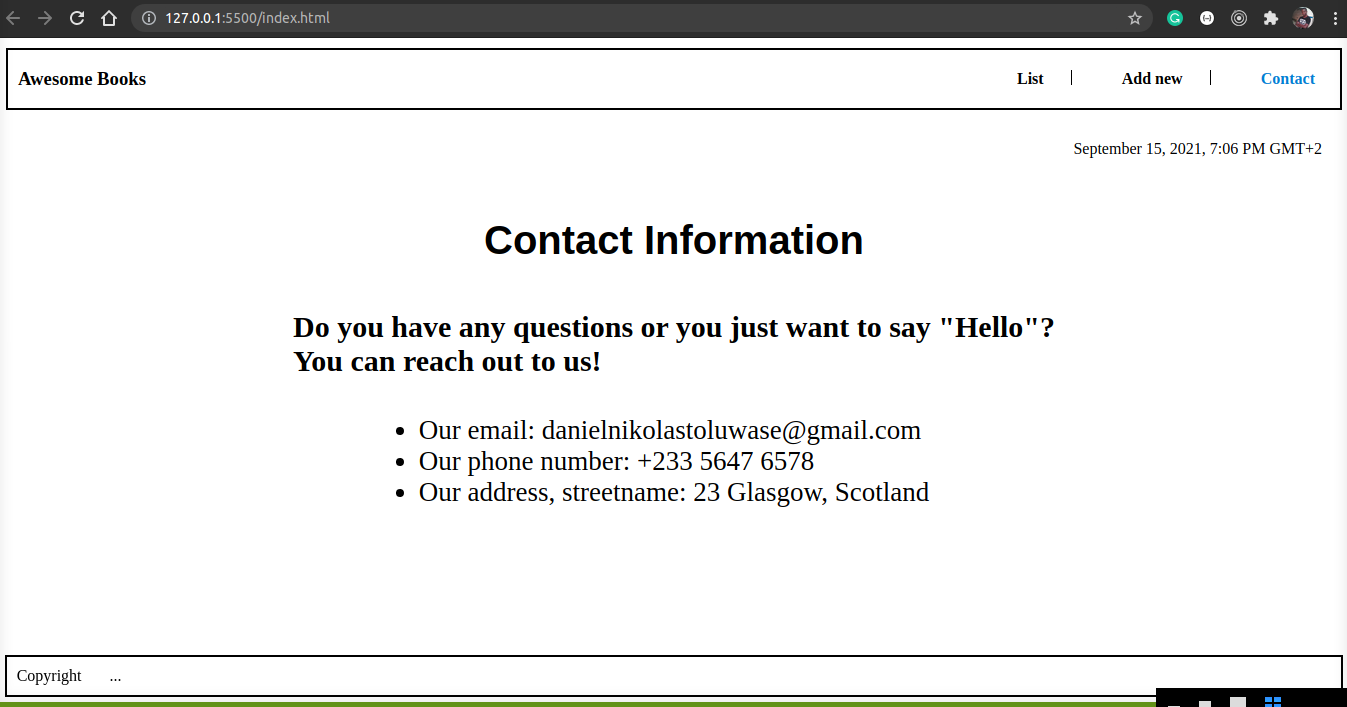 127.0.0.1:5500/index.html
Awesome Books List Add new Contact
September 15, 2021, 7:06 PM GMT+2
Contact Information
Do you have any questions or you just want to say "Hello"?
You can reach out to us!
• Our email: danielnikolastoluwase@gmail.com
• Our phone number: +233 5647 6578
• Our address, streetname: 23 Glasgow, Scotland
Copyright ...